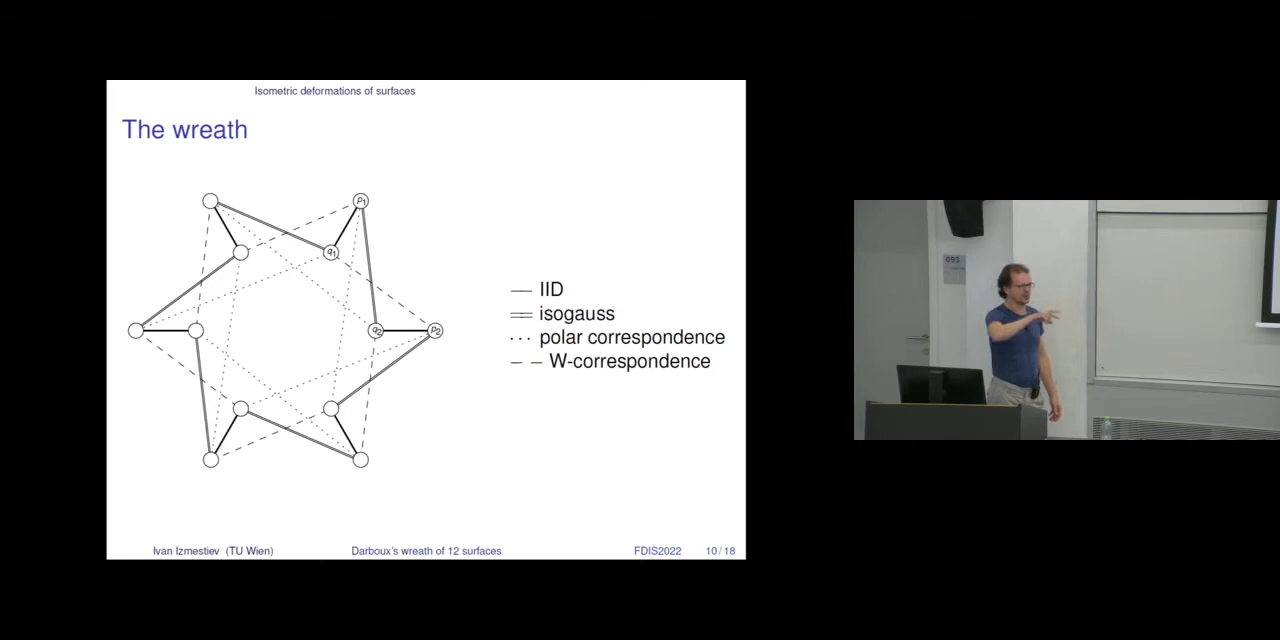 Isometric deformations of surfaces
The wreath
p1
q1
q2
p2
IID
isogauss
polar correspondence
W-correspondence
Ivan Izmestiev (TU Wien) Darboux's wreath of 12 surfaces FDIS2022 10 / 18
093